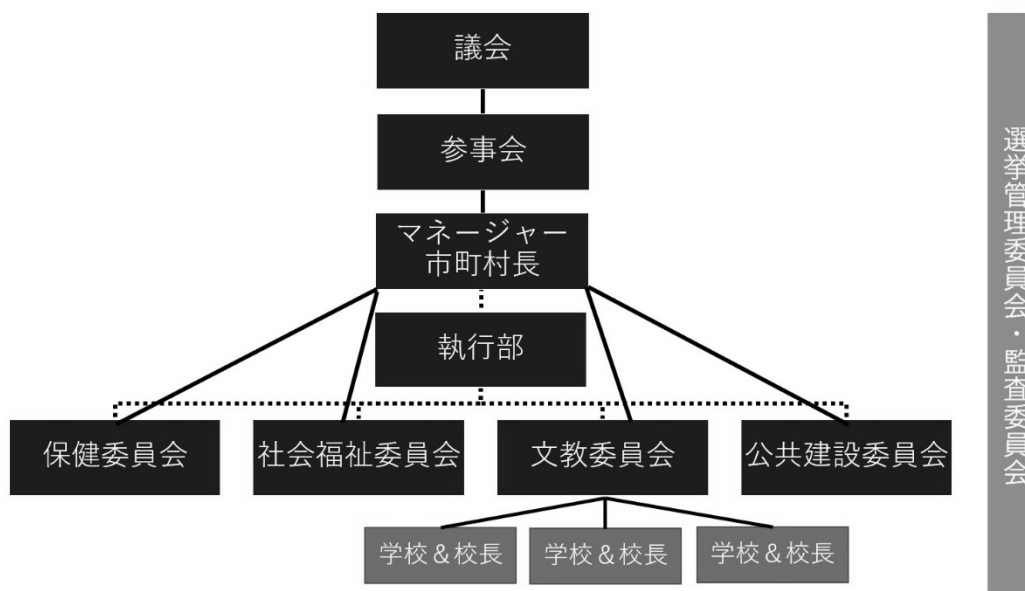 議会
参事会
マネージャー
市町村長
執行部
保健委員会
社会福祉委員会
文教委員会
公共建設委員会
学校＆校長
学校＆校長
学校＆校長
選挙管理委員会・監査委員会